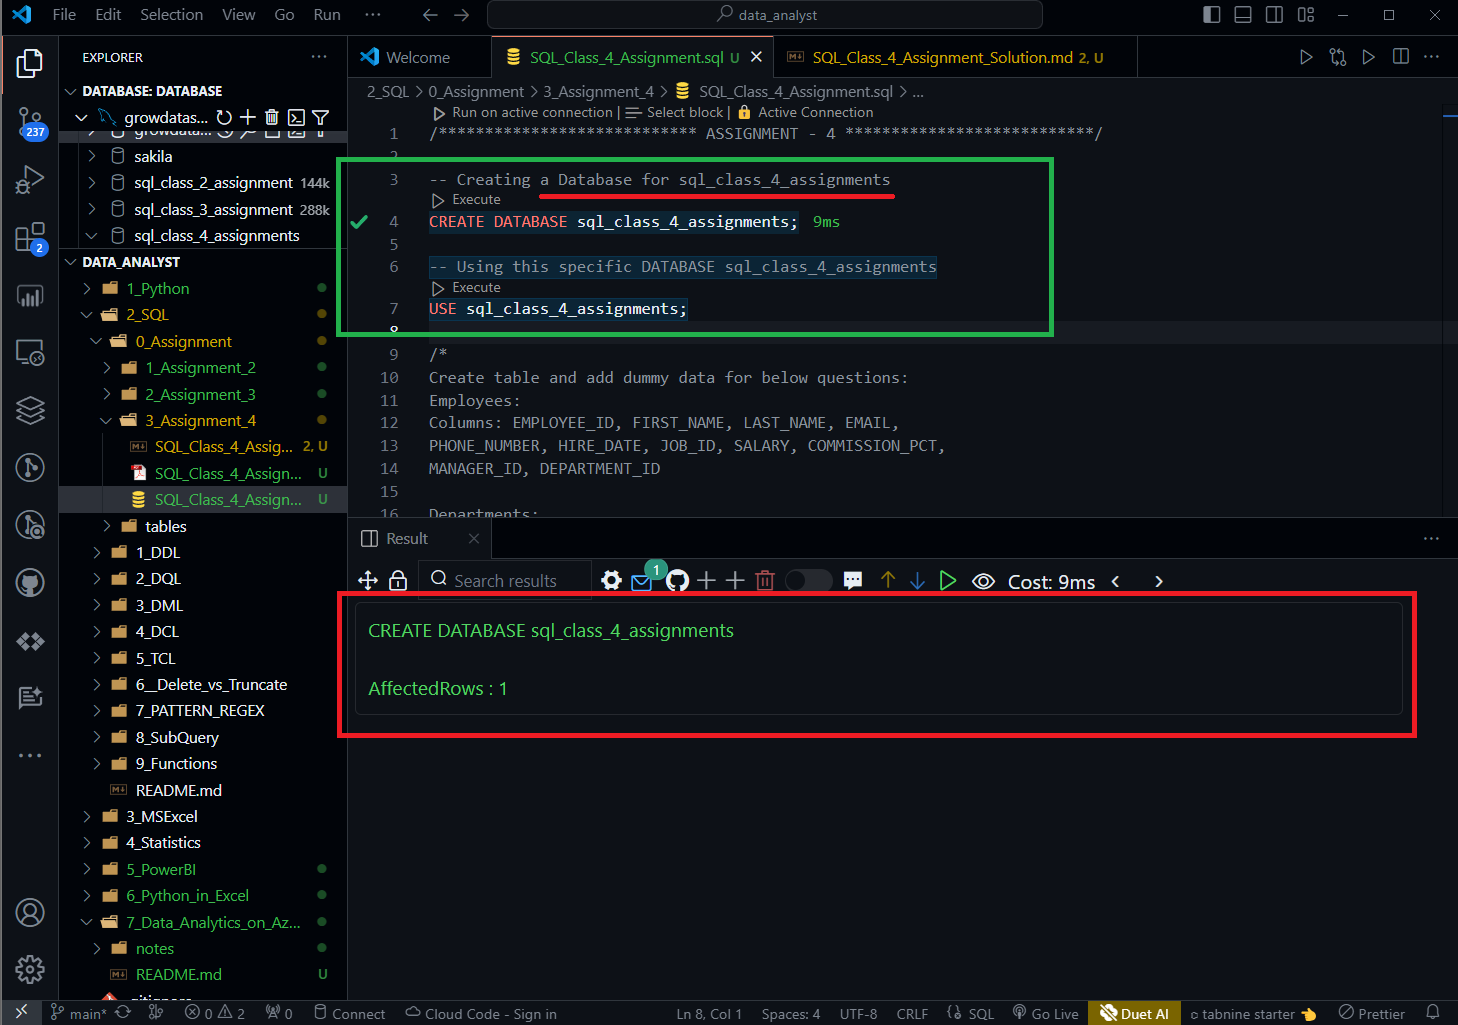 File Edit Selection View Go Run ··· data_analyst
EXPLORER ···
DATABASE: DATABASE
growdatas...
growdatas...
sakila
sql_class_2_assignment 144k
sql_class_3_assignment 288k
sql_class_4_assignments
DATA_ANALYST
1_Python
2_SQL
0_Assignment
1_Assignment_2
2_Assignment_3
3_Assignment_4
SQL_Class_4_Assig... 2, U
SQL_Class_4_Assign... U
SQL_Class_4_Assign... U
tables
1_DDL
2_DQL
3_DML
4_DCL
5_TCL
6__Delete_vs_Truncate
7_PATTERN_REGEX
8_SubQuery
9_Functions
README.md
3_MSExcel
4_Statistics
5_PowerBI
6_Python_in_Excel
7_Data_Analytics_on_Az...
notes
README.md U
.gitignore
237
2
Welcome SQL_Class_4_Assignment.sql U SQL_Class_4_Assignment_Solution.md 2, U
2_SQL > 0_Assignment > 3_Assignment_4 > SQL_Class_4_Assignment.sql > ...
Run on active connection | Select block | Active Connection
1 /**************************** ASSIGNMENT - 4 ***************************/
2
3 -- Creating a Database for sql_class_4_assignments
Execute
4 CREATE DATABASE sql_class_4_assignments; 9ms
5
6 -- Using this specific DATABASE sql_class_4_assignments
Execute
7 USE sql_class_4_assignments;
8
9 /*
10 Create table and add dummy data for below questions:
11 Employees:
12 Columns: EMPLOYEE_ID, FIRST_NAME, LAST_NAME, EMAIL,
13 PHONE_NUMBER, HIRE_DATE, JOB_ID, SALARY, COMMISSION_PCT,
14 MANAGER_ID, DEPARTMENT_ID
15
16 Departments:
Result
Search results 1 Cost: 9ms
CREATE DATABASE sql_class_4_assignments
AffectedRows : 1
main* 0 2 0 Connect Cloud Code - Sign in Ln 8, Col 1 Spaces: 4 UTF-8 CRLF SQL Go Live Duet AI tabnine starter Prettier